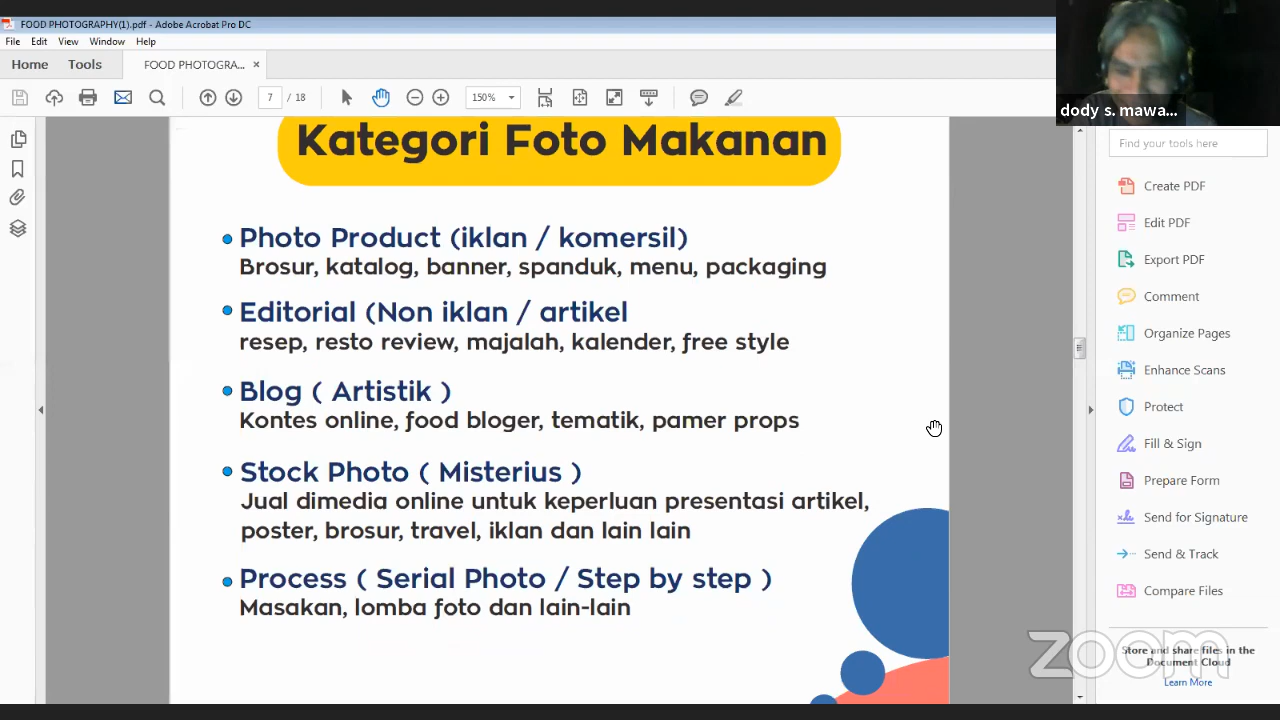 FOOD PHOTOGRAPHY(1).pdf - Adobe Acrobat Pro DC
File Edit View Window Help
Home Tools FOOD PHOTOGRA... ×
7 / 18 150%
dody s. mawa...
Kategori Foto Makanan
Photo Product (iklan / komersil)
Brosur, katalog, banner, spanduk, menu, packaging
Editorial (Non iklan / artikel
resep, resto review, majalah, kalender, free style
Blog ( Artistik )
Kontes online, food bloger, tematik, pamer props
Stock Photo ( Misterius )
Jual dimedia online untuk keperluan presentasi artikel,
poster, brosur, travel, iklan dan lain lain
Process ( Serial Photo / Step by step )
Masakan, lomba foto dan lain-lain
Find your tools here
Create PDF
Edit PDF
Export PDF
Comment
Organize Pages
Enhance Scans
Protect
Fill & Sign
Prepare Form
Send for Signature
Send & Track
Compare Files
Store and share files in the
Document Cloud
Learn More
zoom